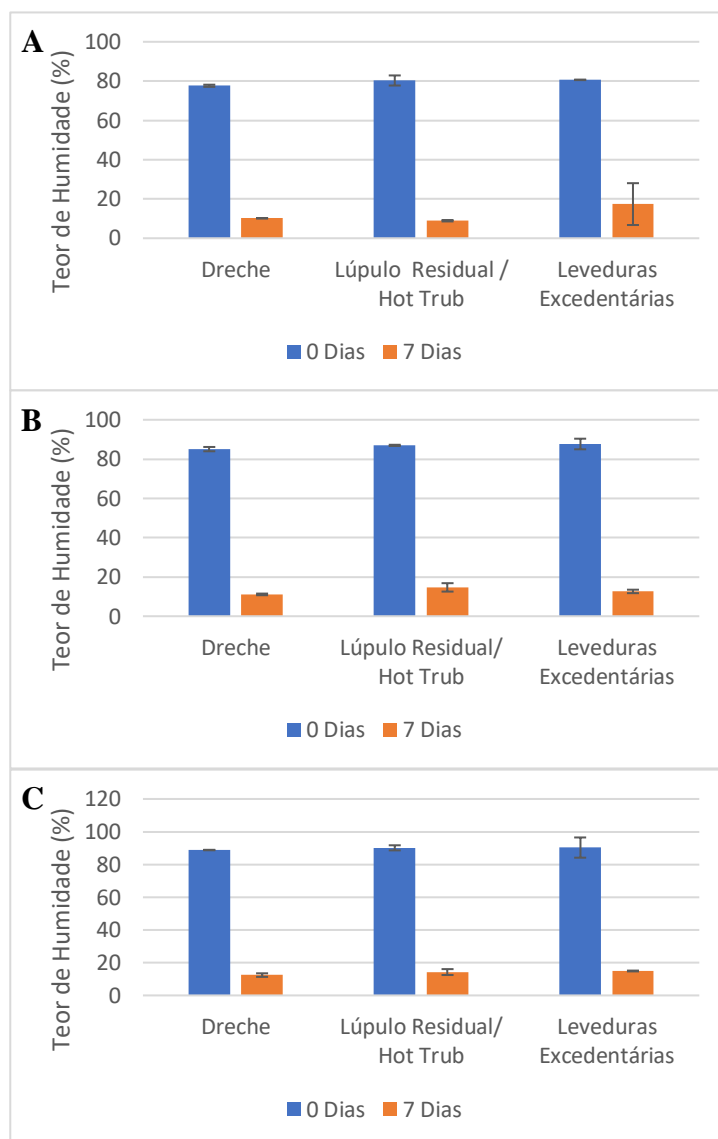 A
Teor de Humidade (%)
100
80
60
40
20
0
Dreche
Lúpulo Residual /
Hot Trub
Leveduras
Excedentárias
0 Dias 7 Dias
B
Teor de Humidade (%)
100
80
60
40
20
0
Dreche
Lúpulo Residual/
Hot Trub
Leveduras
Excedentárias
0 Dias 7 Dias
C
Teor de Humidade (%)
120
100
80
60
40
20
0
Dreche
Lúpulo Residual/
Hot Trub
Leveduras
Excedentárias
0 Dias 7 Dias